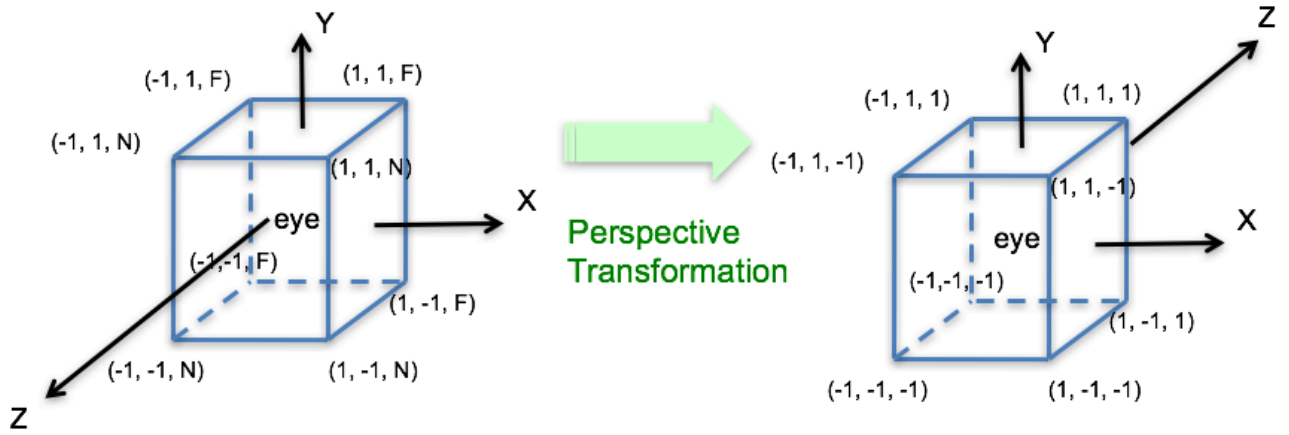 Y
(-1, 1, F)
(1, 1, F)
(-1, 1, N)
(1, 1, N)
X
eye
(-1,-1, F)
(1, -1, F)
(-1, -1, N)
(1, -1, N)
Z
Perspective
Transformation
Z
Y
(-1, 1, 1)
(1, 1, 1)
(-1, 1, -1)
(1, 1, -1)
X
eye
(-1,-1, -1)
(1, -1, 1)
(-1, -1, -1)
(1, -1, -1)